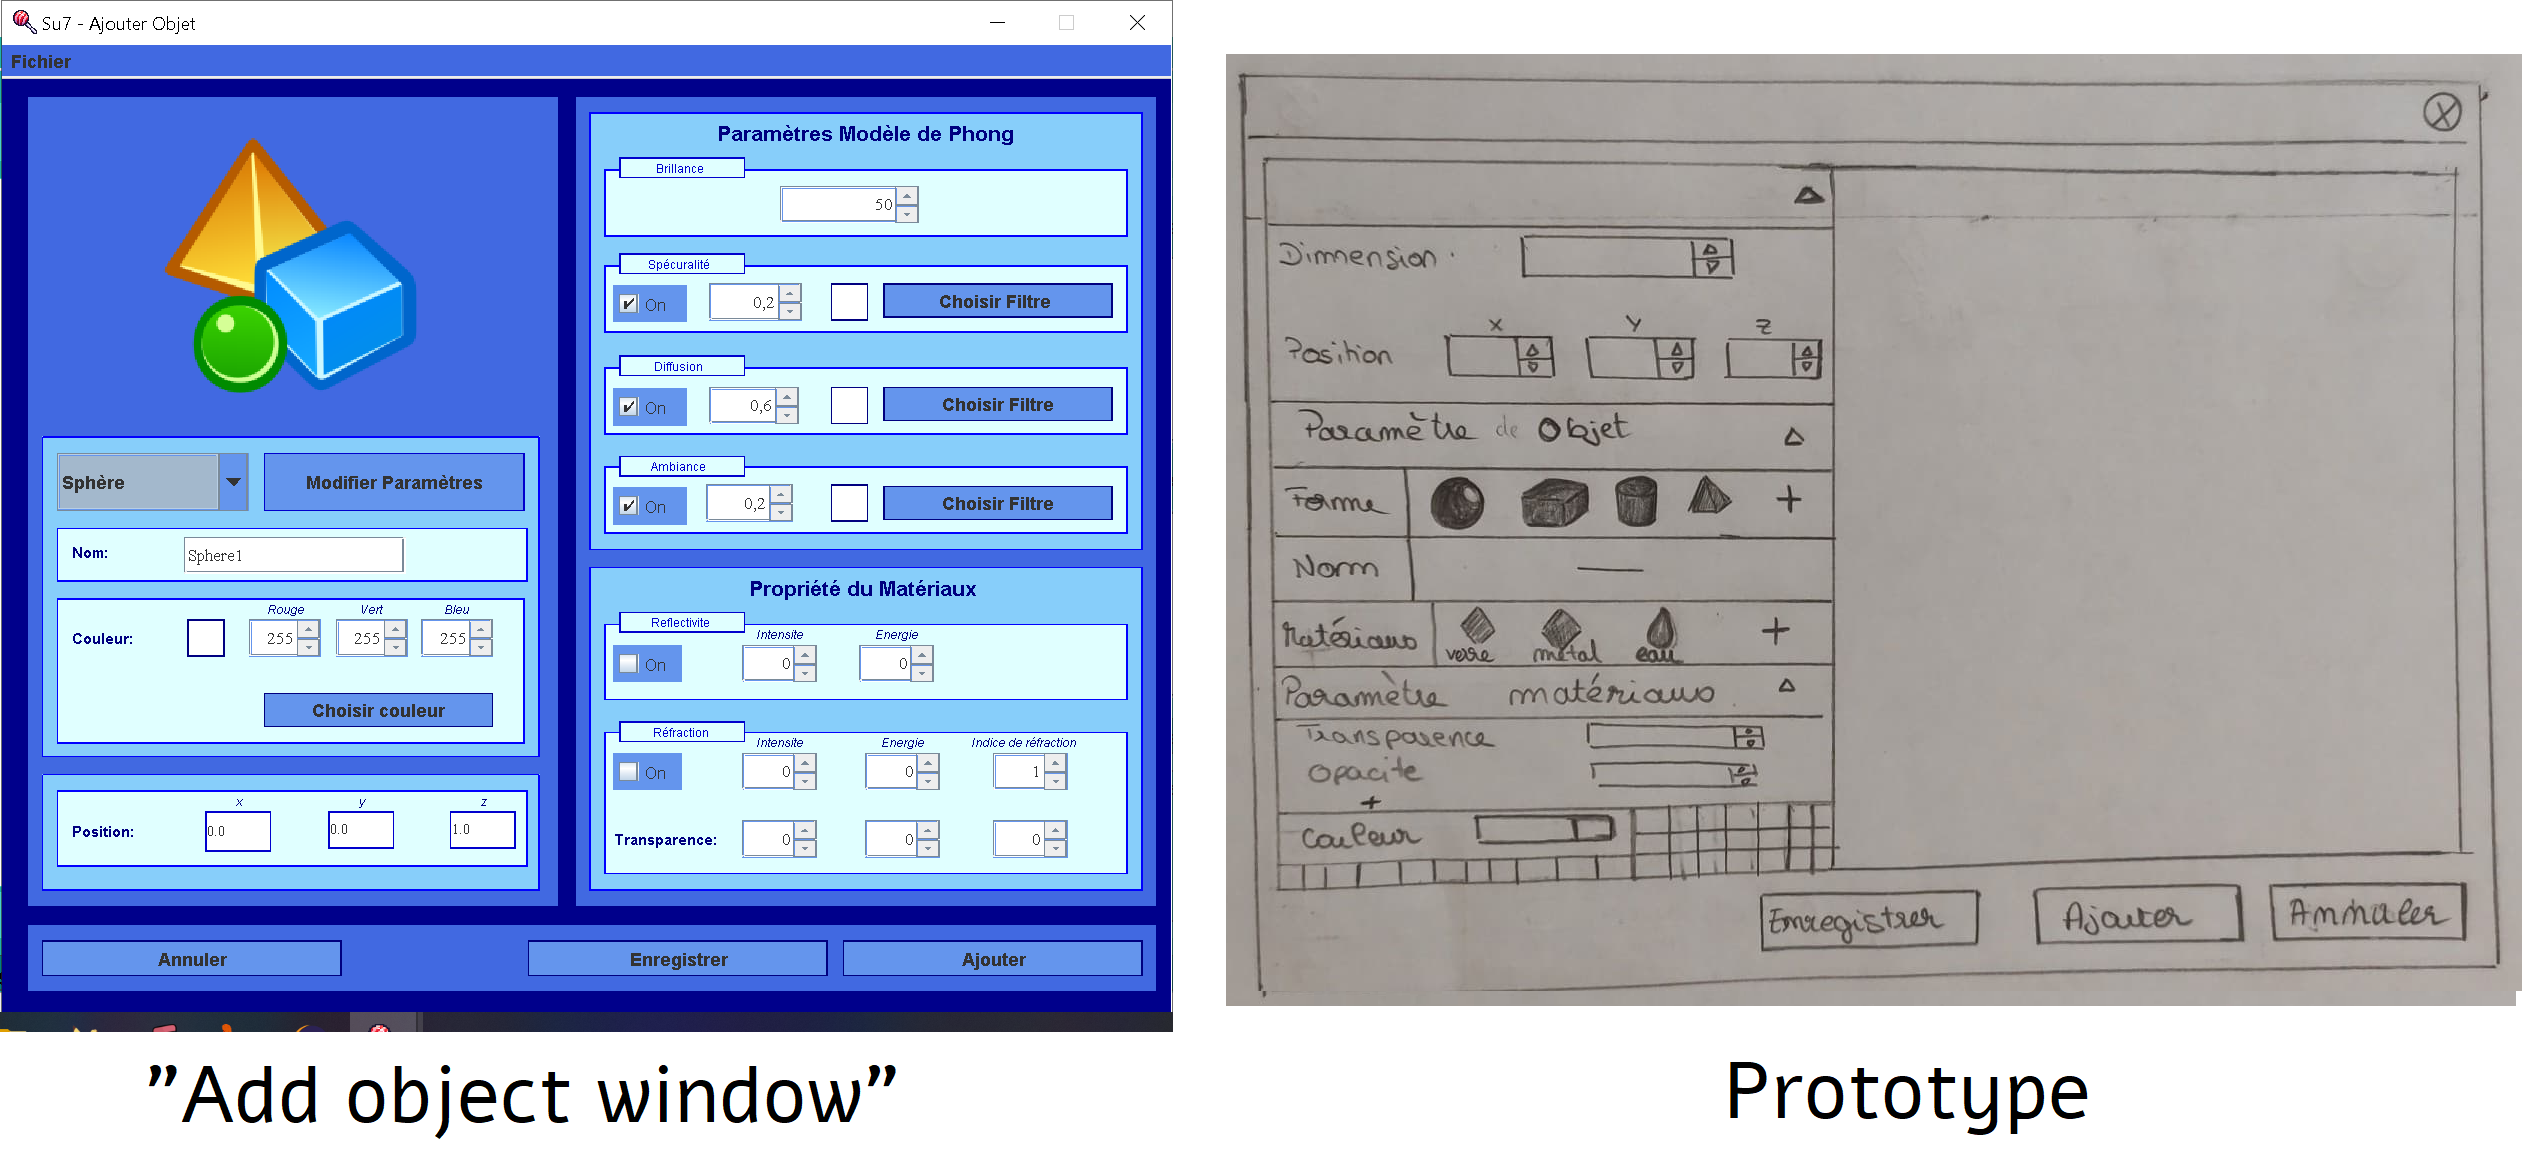 Su7 - Ajouter Objet
Fichier
Sphère
Modifier Paramètres
Nom:
Sphere1
Rouge
Vert
Bleu
Couleur:
255
255
255
Choisir couleur
x
y
z
Position:
0.0
0.0
1.0
Paramètres Modèle de Phong
Brillance
50
Spécuralité
On
0,2
Choisir Filtre
Diffusion
On
0,6
Choisir Filtre
Ambiance
On
0,2
Choisir Filtre
Propriété du Matériaux
Reflectivite
Intensite
Energie
On
0
0
Réfraction
Intensite
Energie
Indice de réfraction
On
0
0
1
Transparence:
0
0
0
Annuler
Enregistrer
Ajouter
"Add object window"
X
Dimension
X
Y
Z
Position
Paramètre de Objet
Forme
+
Nom
Matériaux
verre
métal
eau
+
Paramètre matériaux
Transparence
Opacite
+
Couleur
Enregistrer
Ajouter
Annuler
Prototype